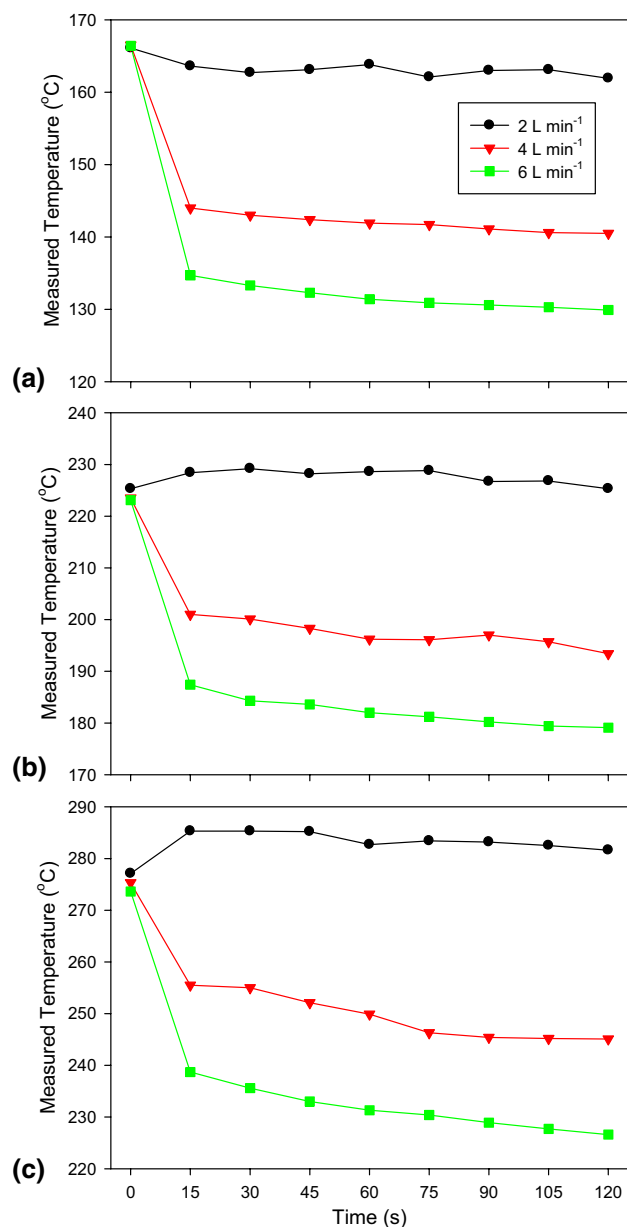 170
160
150
140
130
120
Measured Temperature (°C)
2 L min⁻¹
4 L min⁻¹
6 L min⁻¹
(a)
240
230
220
210
200
190
180
170
Measured Temperature (°C)
(b)
290
280
270
260
250
240
230
220
Measured Temperature (°C)
(c)
0 15 30 45 60 75 90 105 120
Time (s)